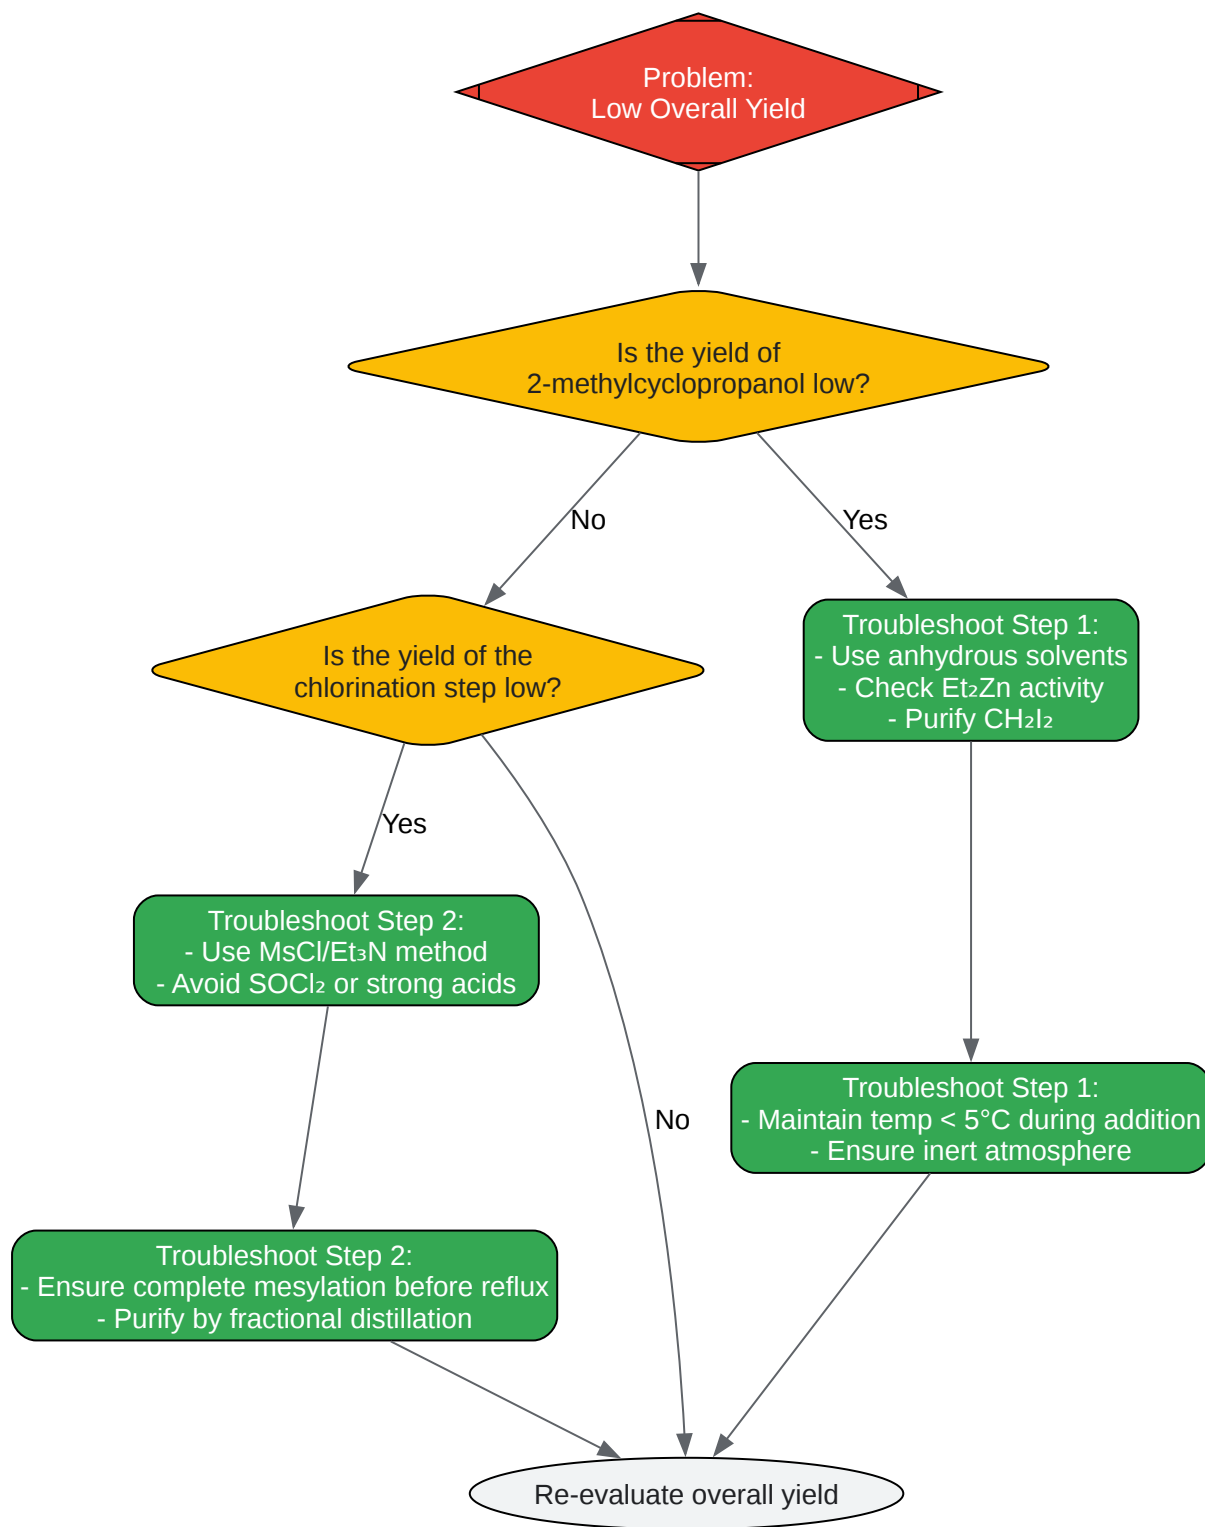 Problem:
Low Overall Yield
Is the yield of
2-methylcyclopropanol low?
No
Yes
Is the yield of the
chlorination step low?
Troubleshoot Step 1:
- Use anhydrous solvents
- Check Et₂Zn activity
- Purify CH₂I₂
Yes
Troubleshoot Step 2:
- Use MsCl/Et₃N method
- Avoid SOCl₂ or strong acids
No
Troubleshoot Step 1:
- Maintain temp < 5°C during addition
- Ensure inert atmosphere
Troubleshoot Step 2:
- Ensure complete mesylation before reflux
- Purify by fractional distillation
Re-evaluate overall yield